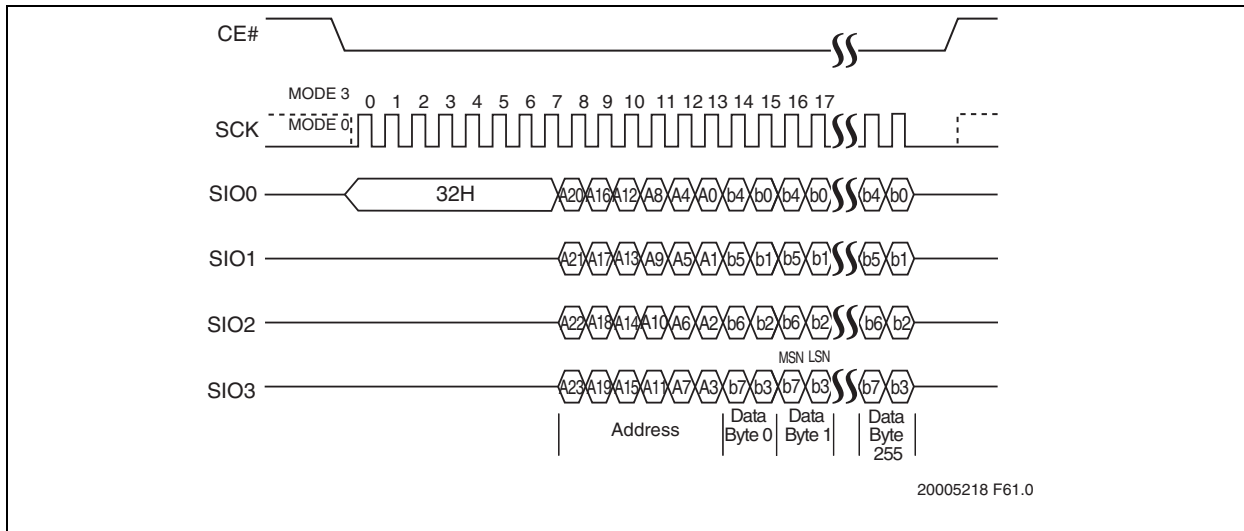 CE#
MODE 3
0 1 2 3 4 5 6 7 8 9 10 11 12 13 14 15 16 17
SCK
MODE 0
SIO0
32H
A20 A16 A12 A8 A4 A0 b4 b0 b4 b0 b4 b0
SIO1
A21 A17 A13 A9 A5 A1 b5 b1 b5 b1 b5 b1
SIO2
A22 A18 A14 A10 A6 A2 b6 b2 b6 b2 b6 b2
MSN LSN
SIO3
A23 A19 A15 A11 A7 A3 b7 b3 b7 b3 b7 b3
Address
Data
Byte 0
Data
Byte 1
Data
Byte
255
20005218 F61.0